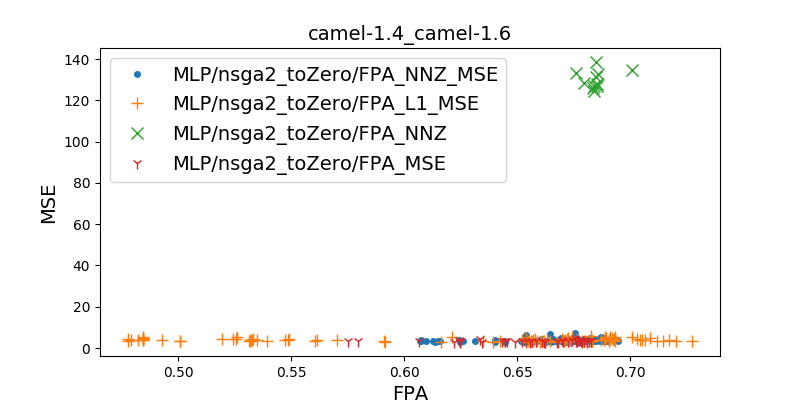 camel-1.4_camel-1.6
MLP/nsga2_toZero/FPA_NNZ_MSE
MLP/nsga2_toZero/FPA_L1_MSE
MLP/nsga2_toZero/FPA_NNZ
MLP/nsga2_toZero/FPA_MSE
MSE
140
120
100
80
60
40
20
0
0.50 0.55 0.60 0.65 0.70
FPA